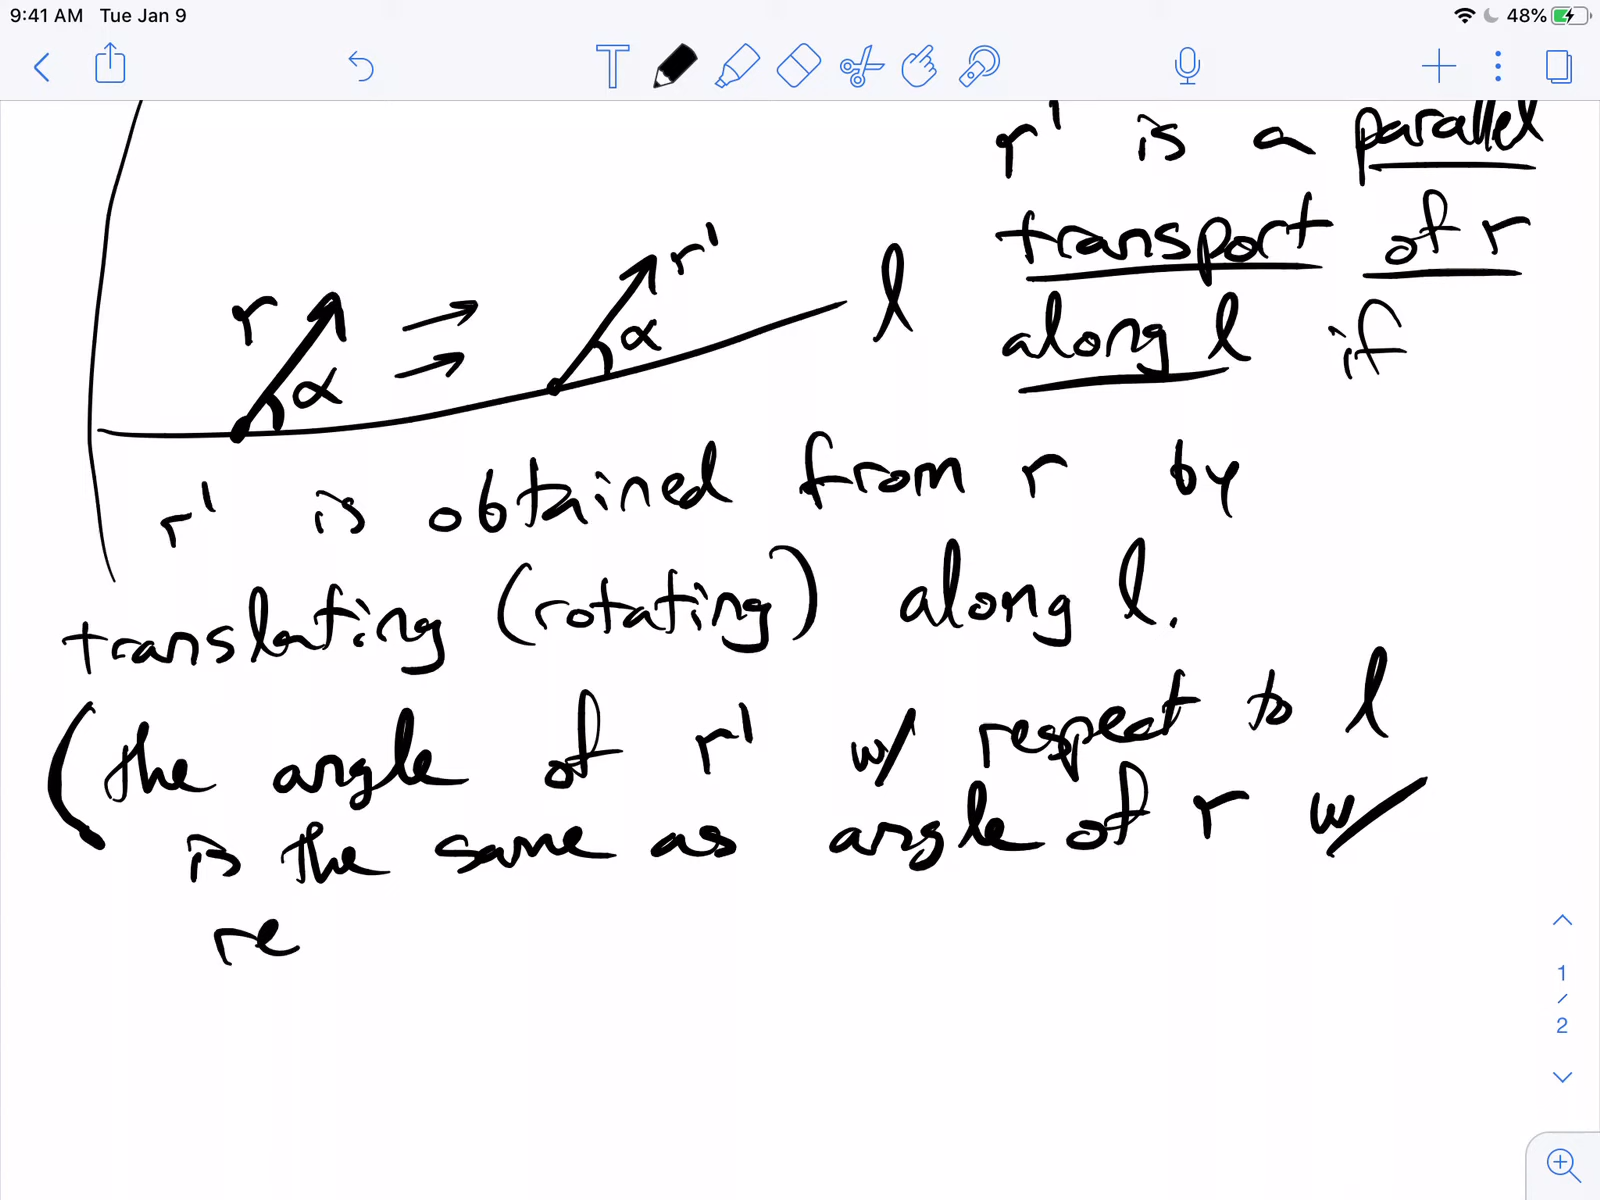 9:41 AM Tue Jan 9
48%
T
r' is a parallel
transport of r
along l if
r
α
r'
α
l
r' is obtained from r by
translating (rotating) along l.
(the angle of r' w/ respect to l
is the same as angle of r w/
re
1
/
2